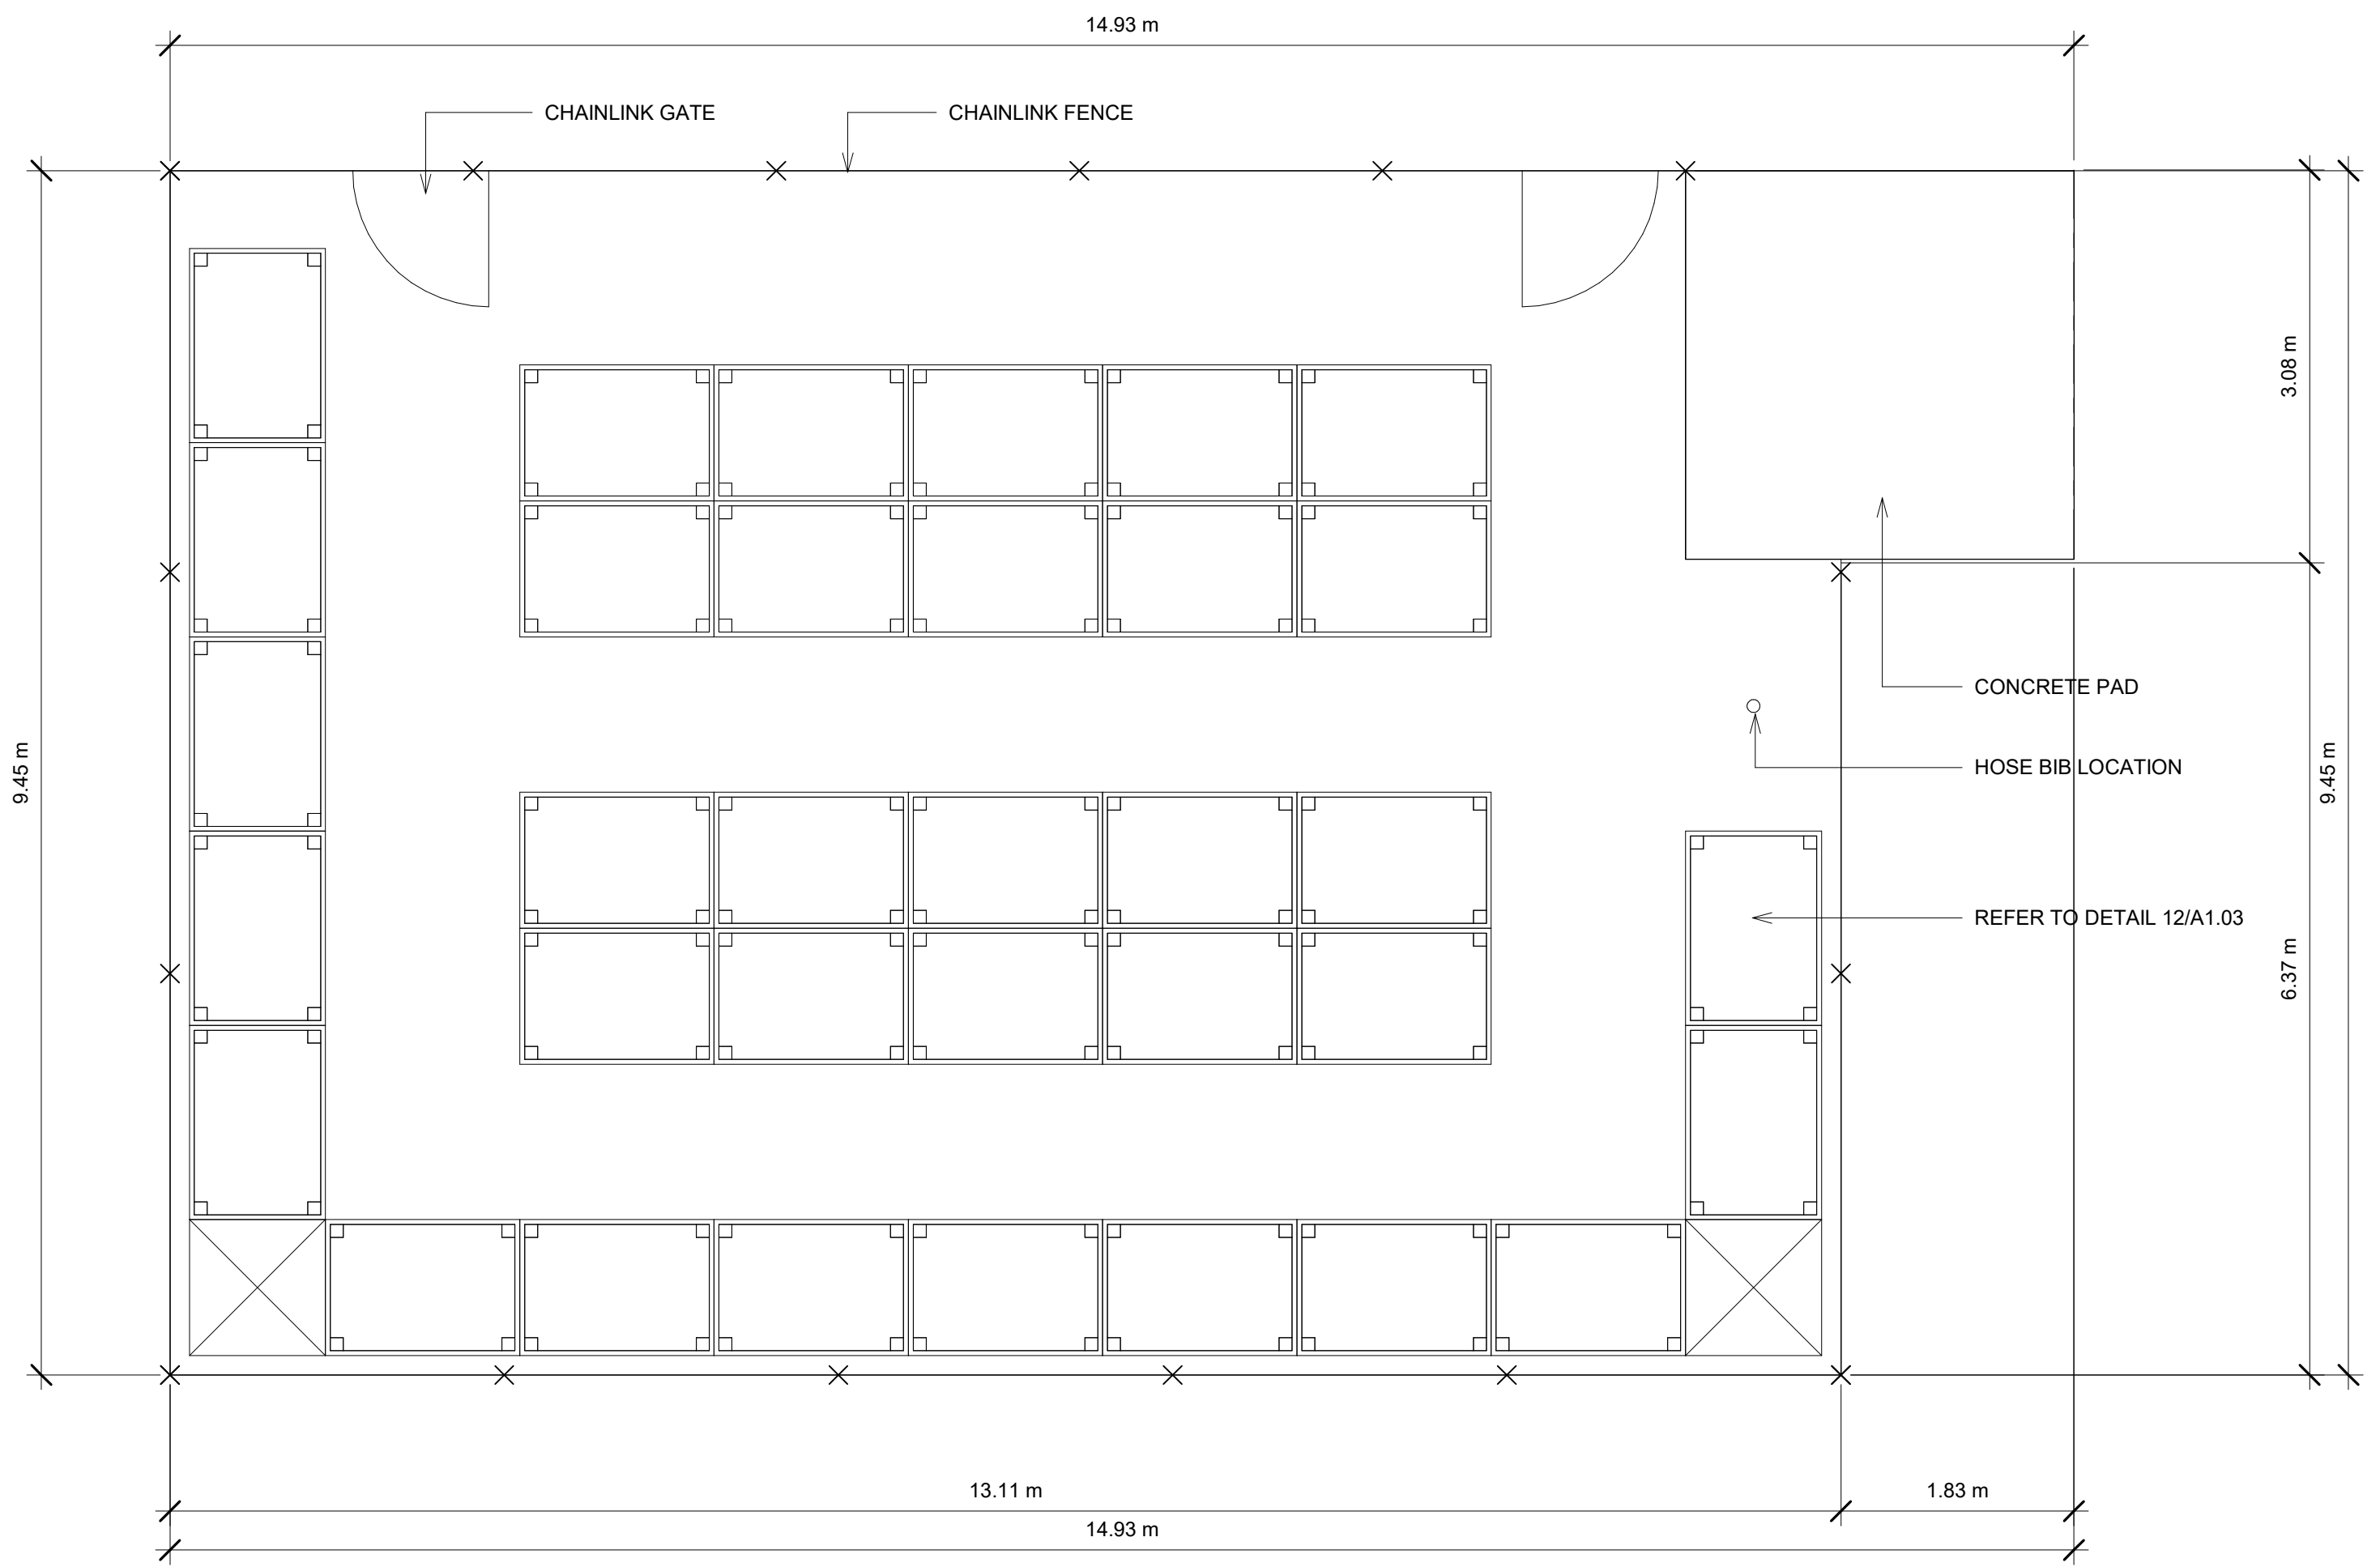 14.93 m
CHAINLINK GATE
CHAINLINK FENCE
3.08 m
CONCRETE PAD
9.45 m
HOSE BIB LOCATION
9.45 m
REFER TO DETAIL 12/A1.03
6.37 m
13.11 m
1.83 m
14.93 m